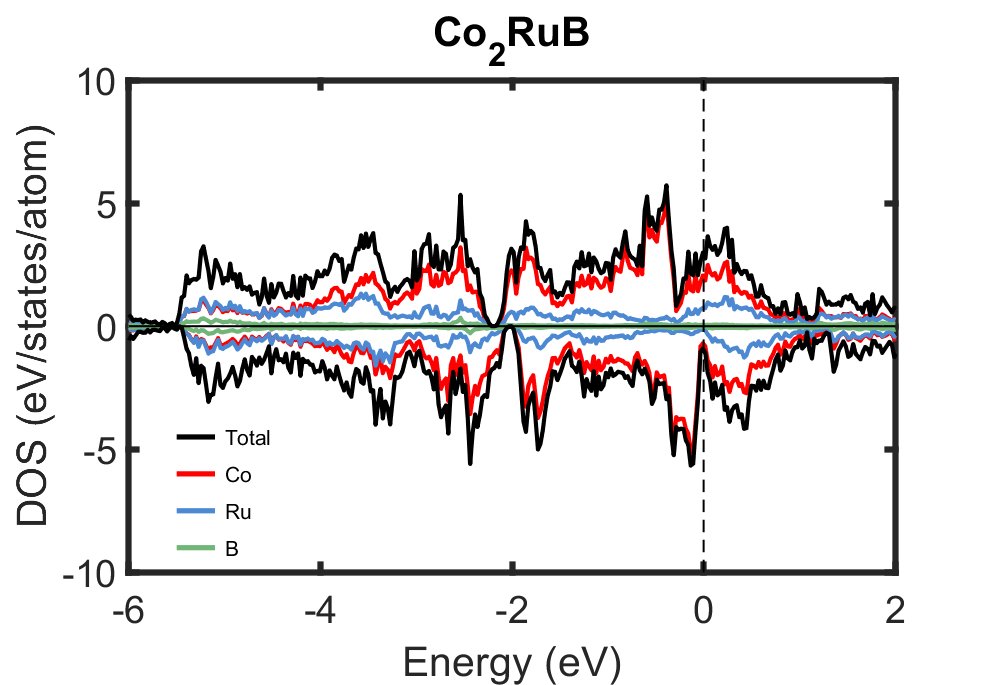 Co2RuB
DOS (eV/states/atom)
10
5
0
-5
-10
Total
Co
Ru
B
-6
-4
-2
0
2
Energy (eV)